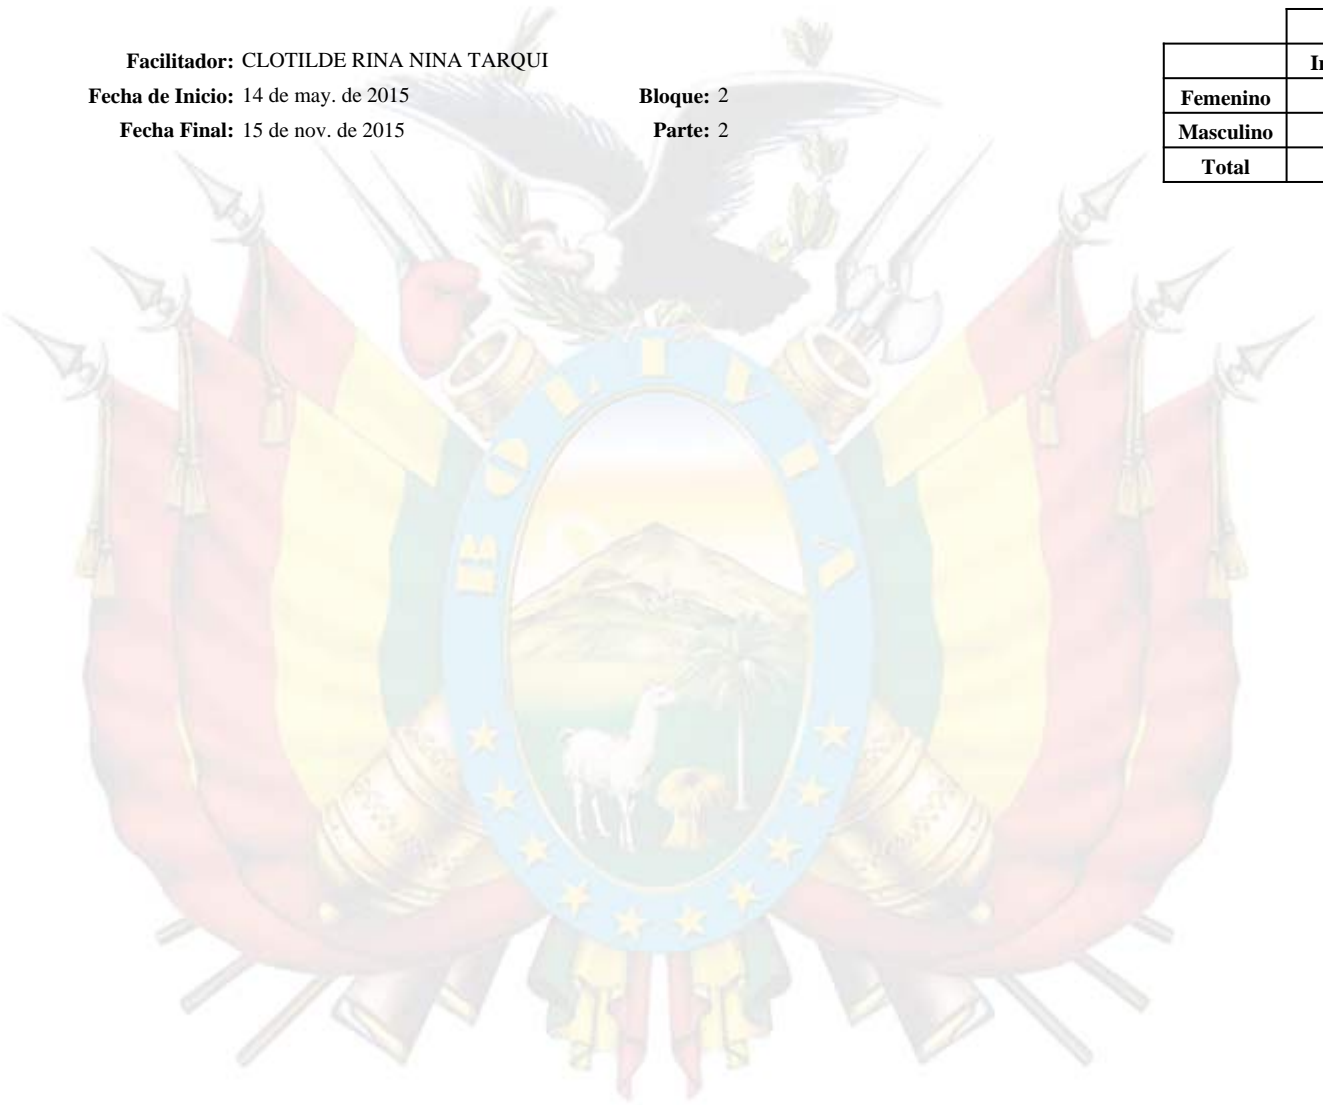 Facilitador: CLOTILDE RINA NINA TARQUI
Fecha de Inicio: 14 de may. de 2015 Bloque: 2
Fecha Final: 15 de nov. de 2015 Parte: 2
Femenino
Masculino
Total
BOLIVIA